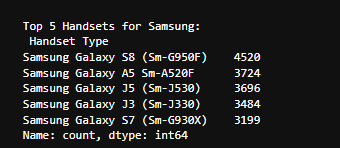 Top 5 Handsets for Samsung:
Handset Type
Samsung Galaxy S8 (Sm-G950F)    4520
Samsung Galaxy A5 Sm-A520F    3724
Samsung Galaxy J5 (Sm-J530)    3696
Samsung Galaxy J3 (Sm-J330)    3484
Samsung Galaxy S7 (Sm-G930X)    3199
Name: count, dtype: int64